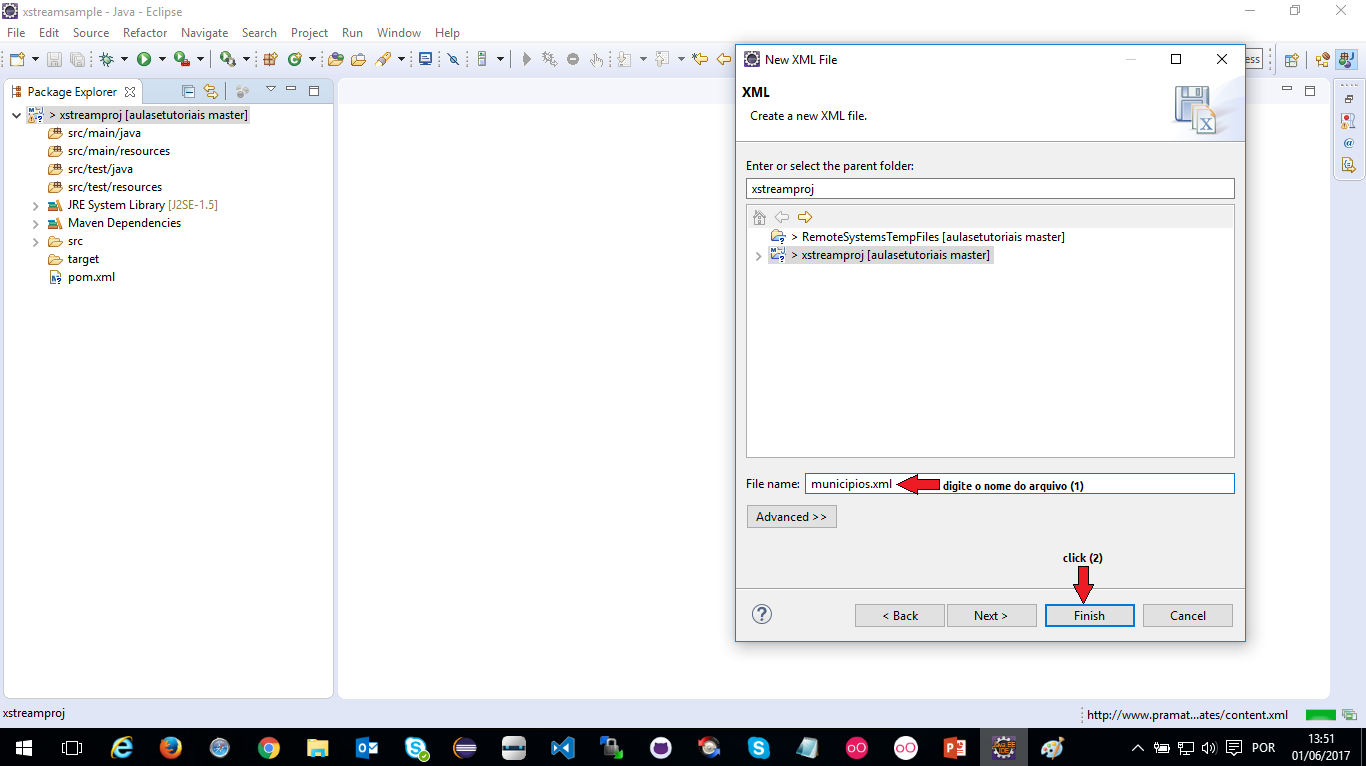 xstreamsample - Java - Eclipse
File Edit Source Refactor Navigate Search Project Run Window Help
Package Explorer
> xstreamproj [aulasetutoriais master]
src/main/java
src/main/resources
src/test/java
src/test/resources
JRE System Library [J2SE-1.5]
Maven Dependencies
src
target
pom.xml
New XML File
XML
Create a new XML file.
Enter or select the parent folder:
xstreamproj
> RemoteSystemsTempFiles [aulasetutoriais master]
> xstreamproj [aulasetutoriais master]
File name: municipios.xml digite o nome do arquivo (1)
Advanced >>
click (2)
< Back Next > Finish Cancel
ess
xstreamproj
http://www.pramat...ates/content.xml
POR
13:51
01/06/2017